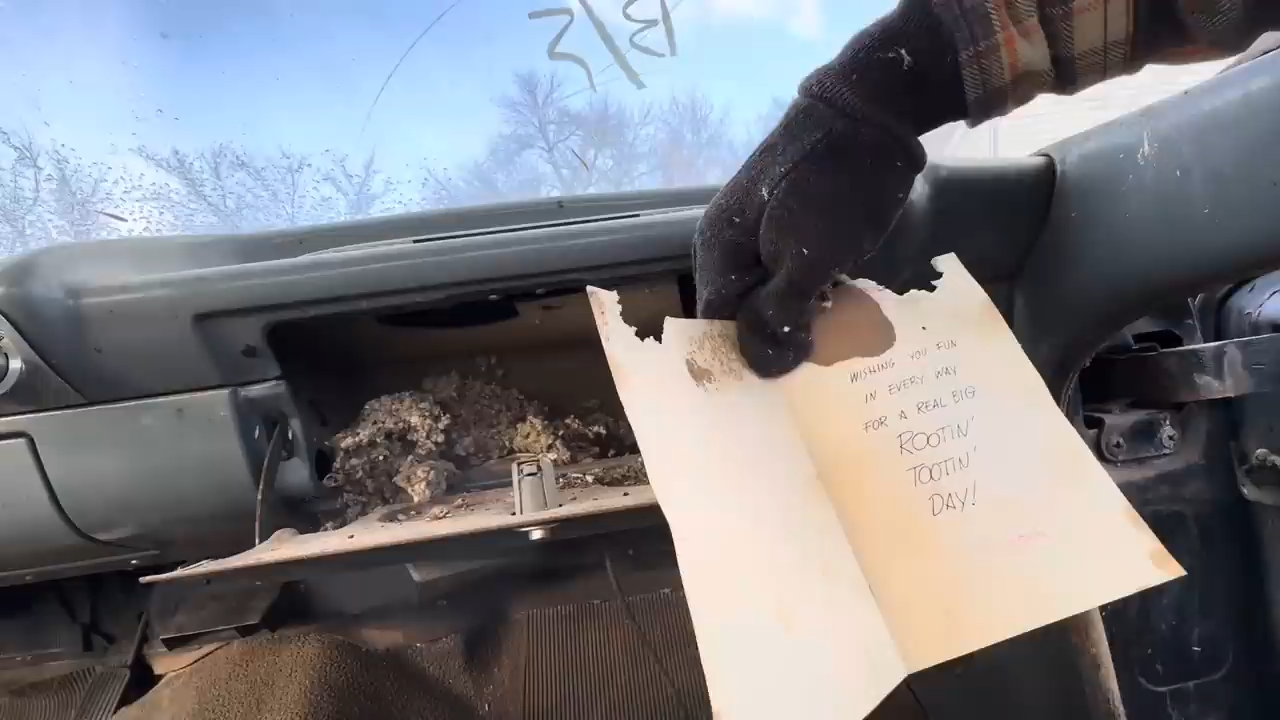 WISHING YOU FUN
IN EVERY WAY
FOR A REAL BIG
ROOTIN'
TOOTIN'
DAY!